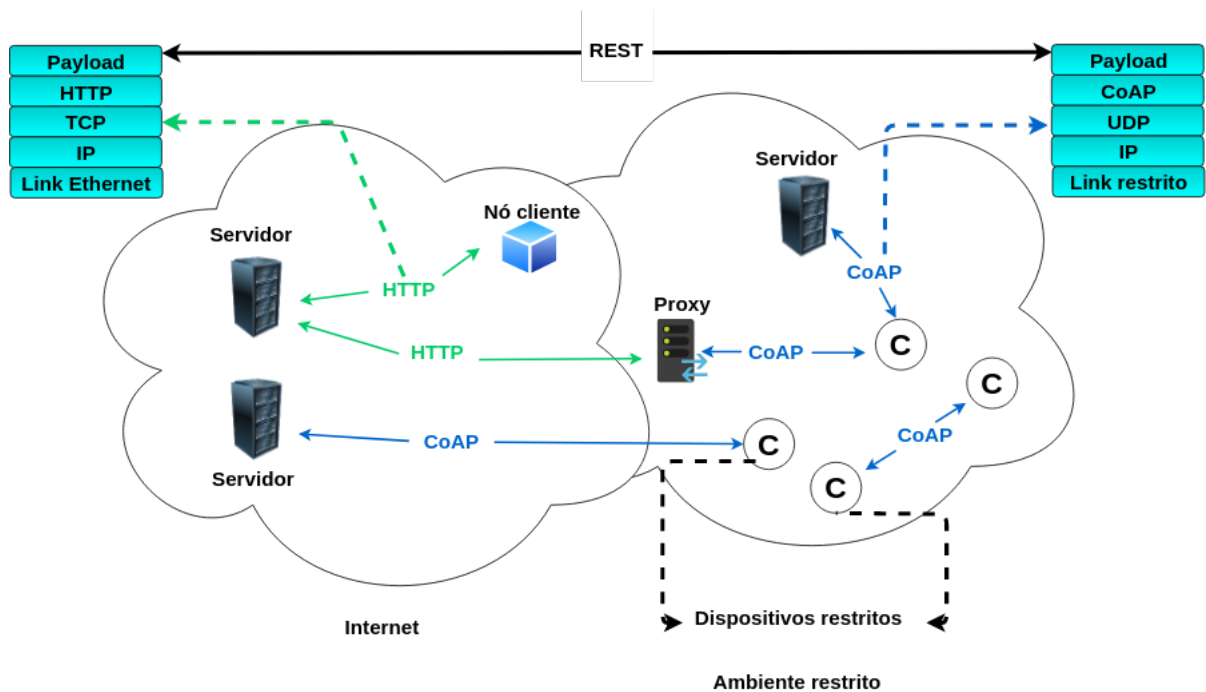 REST
Payload
HTTP
TCP
IP
Link Ethernet
Payload
CoAP
UDP
IP
Link restrito
Servidor
Nó cliente
HTTP
HTTP
Servidor
CoAP
Servidor
CoAP
Proxy
CoAP
C
C
CoAP
C
C
Internet
Dispositivos restritos
Ambiente restrito